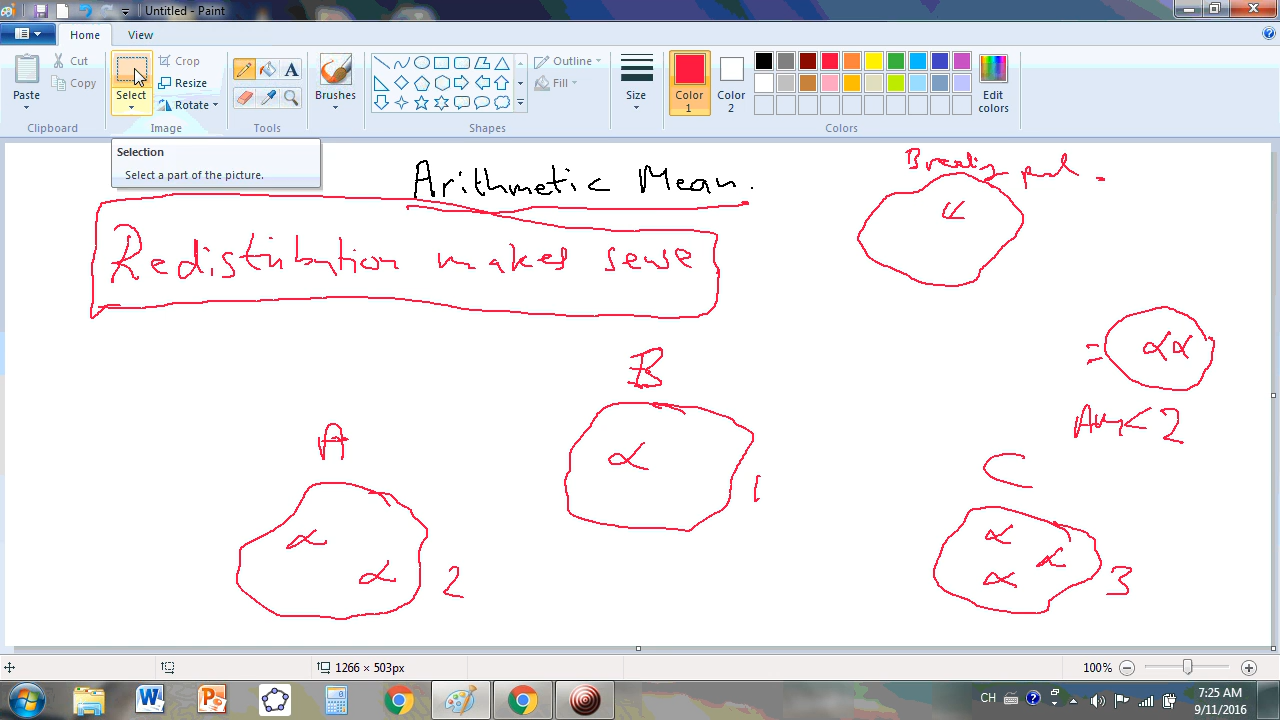 Untitled - Paint
Home View
Cut
Copy
Paste
Clipboard
Select
Crop
Resize
Rotate
Image
Tools
Brushes
Shapes
Outline
Fill
Size
Color 1
Color 2
Edit colors
Colors
Selection
Select a part of the picture.
Arithmetic Mean.
Redistribution makes sense
α
= αα
2
B
α
1
A
α
α
2
C
α
α
α
3
1266 × 503px
100%
CH
7:25 AM
9/11/2016